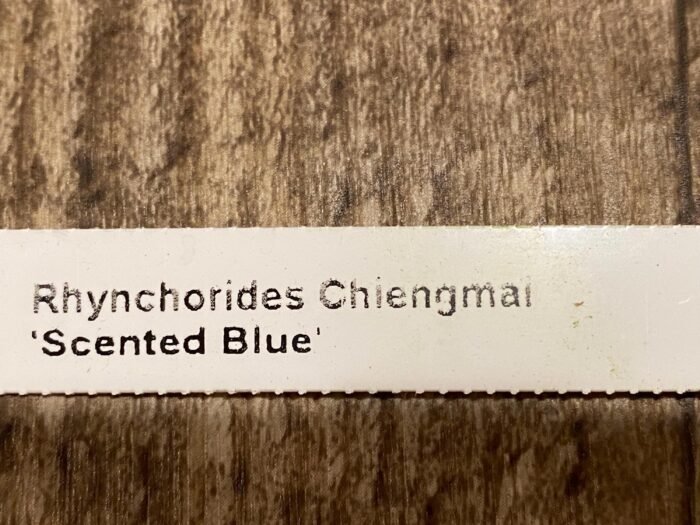 Rhynchorides Chiengmai
'Scented Blue'